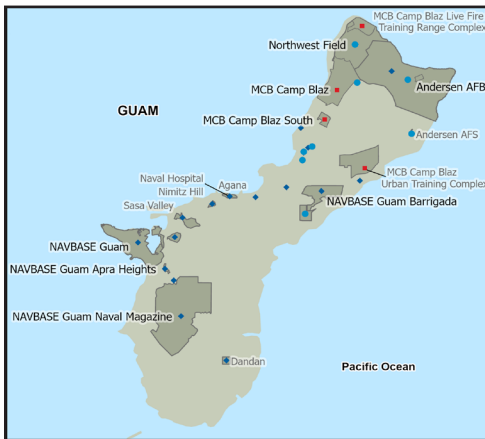 MCB Camp Blaz Live Fire
Training Range Complex
Northwest Field
Andersen AFB
MCB Camp Blaz
GUAM
MCB Camp Blaz South
Andersen AFS
Naval Hospital
Nimitz Hill
Agana
MCB Camp Blaz
Urban Training Complex
Sasa Valley
NAVBASE Guam Barrigada
NAVBASE Guam
NAVBASE Guam Apra Heights
NAVBASE Guam Naval Magazine
Dandan
Pacific Ocean